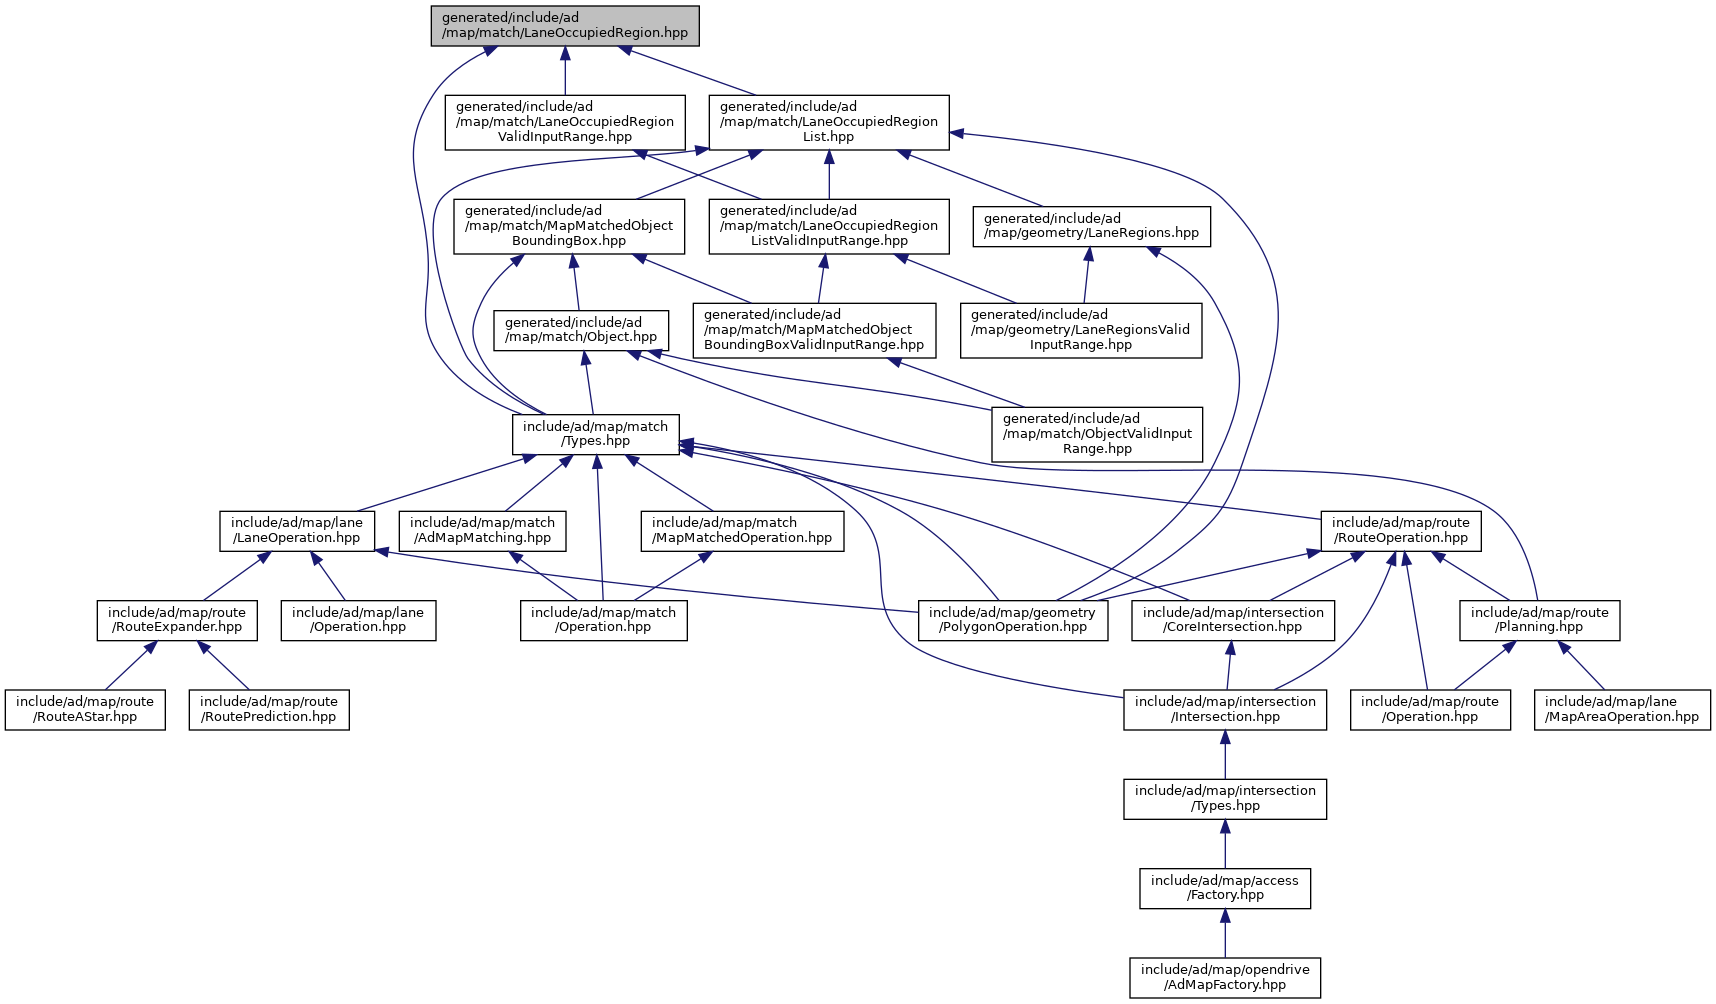 generated/include/ad
/map/match/LaneOccupiedRegion.hpp
generated/include/ad
/map/match/LaneOccupiedRegion
ValidInputRange.hpp
generated/include/ad
/map/match/LaneOccupiedRegion
List.hpp
generated/include/ad
/map/match/MapMatchedObject
BoundingBox.hpp
generated/include/ad
/map/match/LaneOccupiedRegion
ListValidInputRange.hpp
generated/include/ad
/map/geometry/LaneRegions.hpp
generated/include/ad
/map/match/Object.hpp
generated/include/ad
/map/match/MapMatchedObject
BoundingBoxValidInputRange.hpp
generated/include/ad
/map/geometry/LaneRegionsValid
InputRange.hpp
include/ad/map/match
/Types.hpp
generated/include/ad
/map/match/ObjectValidInput
Range.hpp
include/ad/map/lane
/LaneOperation.hpp
include/ad/map/match
/AdMapMatching.hpp
include/ad/map/match
/MapMatchedOperation.hpp
include/ad/map/route
/RouteOperation.hpp
include/ad/map/route
/RouteExpander.hpp
include/ad/map/lane
/Operation.hpp
include/ad/map/match
/Operation.hpp
include/ad/map/geometry
/PolygonOperation.hpp
include/ad/map/intersection
/CoreIntersection.hpp
include/ad/map/route
/Planning.hpp
include/ad/map/route
/RouteAStar.hpp
include/ad/map/route
/RoutePrediction.hpp
include/ad/map/intersection
/Intersection.hpp
include/ad/map/route
/Operation.hpp
include/ad/map/lane
/MapAreaOperation.hpp
include/ad/map/intersection
/Types.hpp
include/ad/map/access
/Factory.hpp
include/ad/map/opendrive
/AdMapFactory.hpp